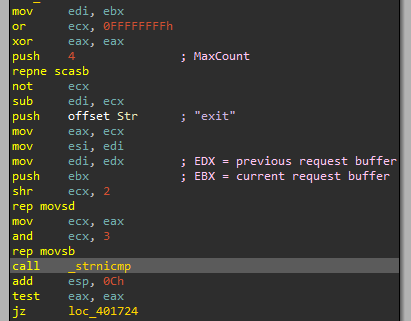 mov edi, ebx
or ecx, 0FFFFFFFFh
xor eax, eax
push 4 ; MaxCount
repne scasb
not ecx
sub edi, ecx
push offset Str ; "exit"
mov eax, ecx
mov esi, edi
mov edi, edx ; EDX = previous request buffer
push ebx ; EBX = current request buffer
shr ecx, 2
rep movsd
mov ecx, eax
and ecx, 3
rep movsb
call _strnicmp
add esp, 0Ch
test eax, eax
jz loc_401724